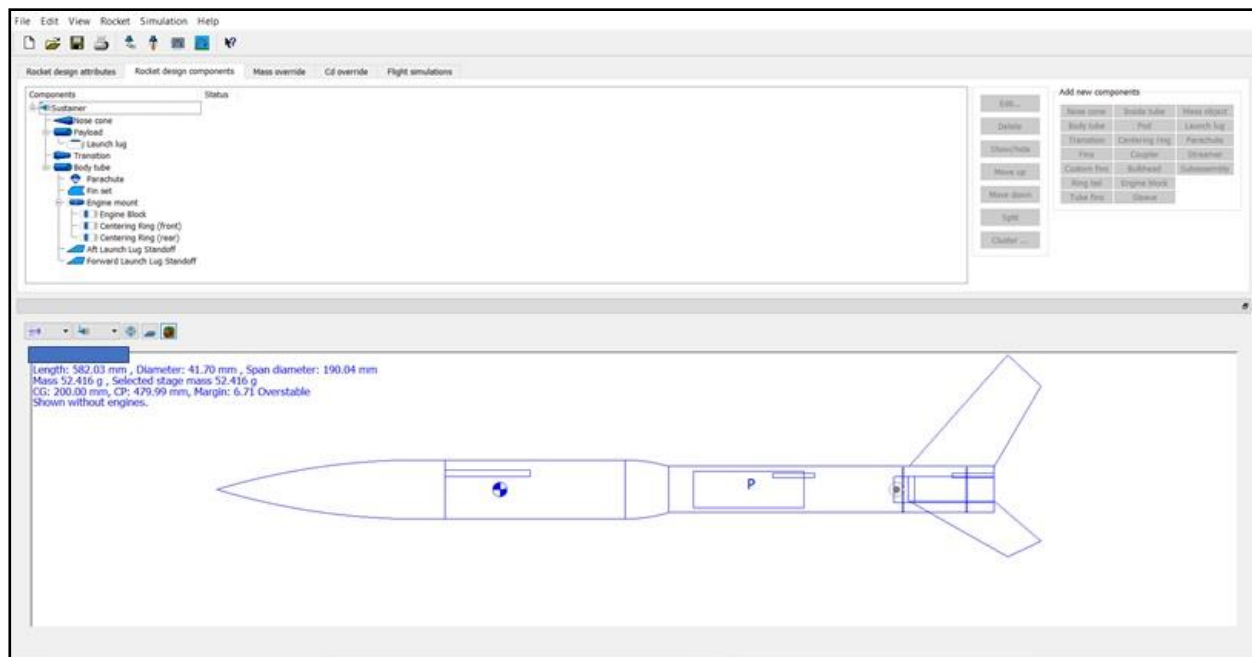 File Edit View Rocket Simulation Help
Rocket design attributes Rocket design components Mass override Cd override Flight simulations
Components Status
Sustainer
Nose cone
Payload
Launch lug
Transition
Body tube
Parachute
Fin set
Engine mount
Engine Block
Centering Ring (front)
Centering Ring (rear)
Aft Launch Lug Standoff
Forward Launch Lug Standoff
Edit...
Delete
Show/hide
Move up
Move down
Split
Cluster ...
Add new components
Nose cone Inside tube Mass object
Body tube Pod Launch lug
Transition Centering ring Parachute
Fins Coupler Streamer
Custom fins Bulkhead Subassembly
Ring tail Engine block
Tube fins Sleeve
Length: 582.03 mm , Diameter: 41.70 mm , Span diameter: 190.04 mm
Mass 52.416 g , Selected stage mass 52.416 g
CG: 200.00 mm, CP: 479.99 mm, Margin: 6.71 Overstable
Shown without engines.
P